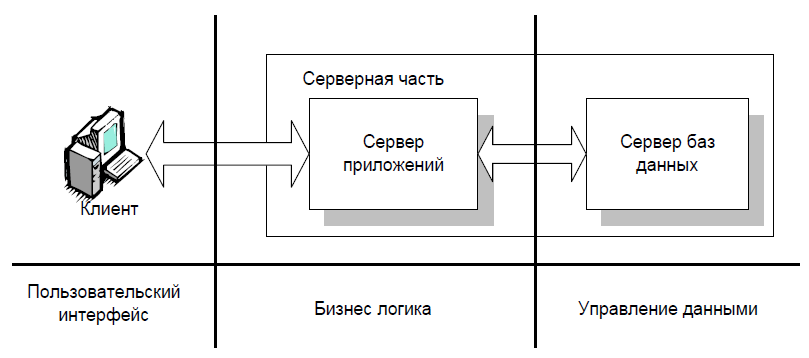 Серверная часть
Сервер
приложений
Сервер баз
данных
Клиент
Пользовательский
интерфейс
Бизнес логика
Управление данными